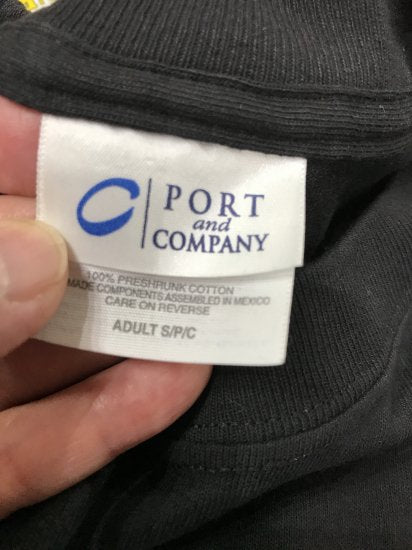 PORT
and
COMPANY
100% PRESHRUNK COTTON
MADE COMPONENTS ASSEMBLED IN MEXICO
CARE ON REVERSE
ADULT S/P/C